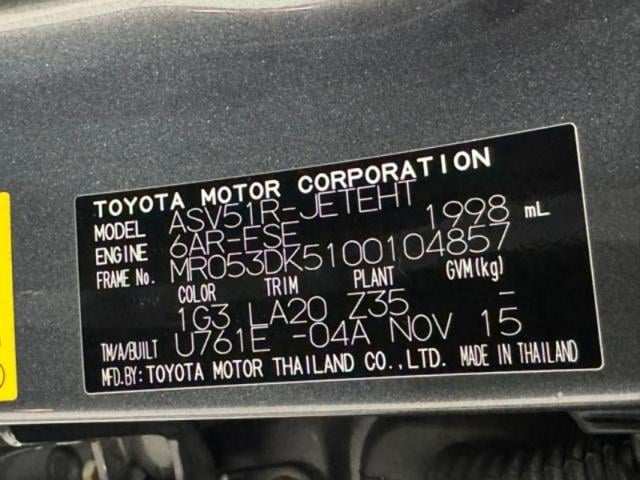 TOYOTA MOTOR CORPORATION
MODEL ASV51R-JETEHT
ENGINE 6AR-FSE 1998 mL
FRAME No. MR053DK5100104857
COLOR TRIM PLANT GVM(kg)
1G3 LA20 Z35 –
TM/A/BUILT U761E -04A NOV 15
MFD.BY: TOYOTA MOTOR THAILAND CO.,LTD. MADE IN THAILAND